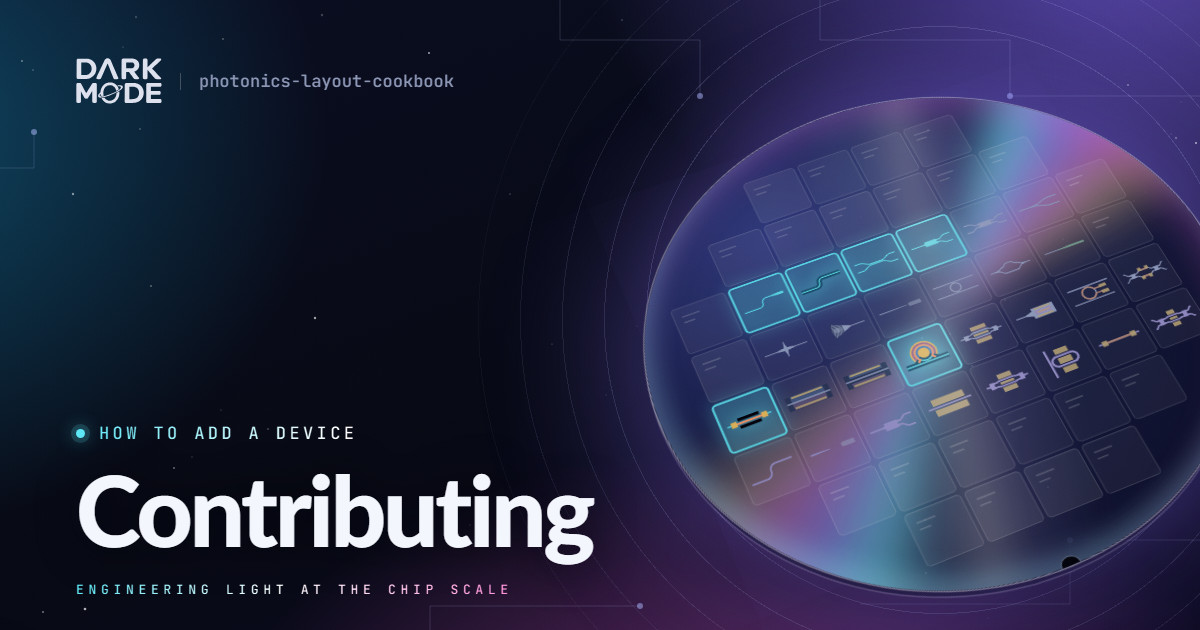 DARK
MODE
photonics-layout-cookbook
HOW TO ADD A DEVICE
Contributing
ENGINEERING LIGHT AT THE CHIP SCALE